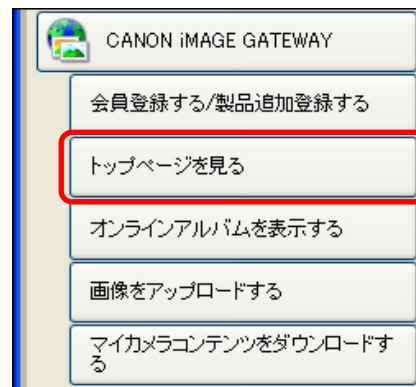 CANON iMAGE GATEWAY
会員登録する/製品追加登録する
トップページを見る
オンラインアルバムを表示する
画像をアップロードする
マイカメラコンテンツをダウンロードす
る